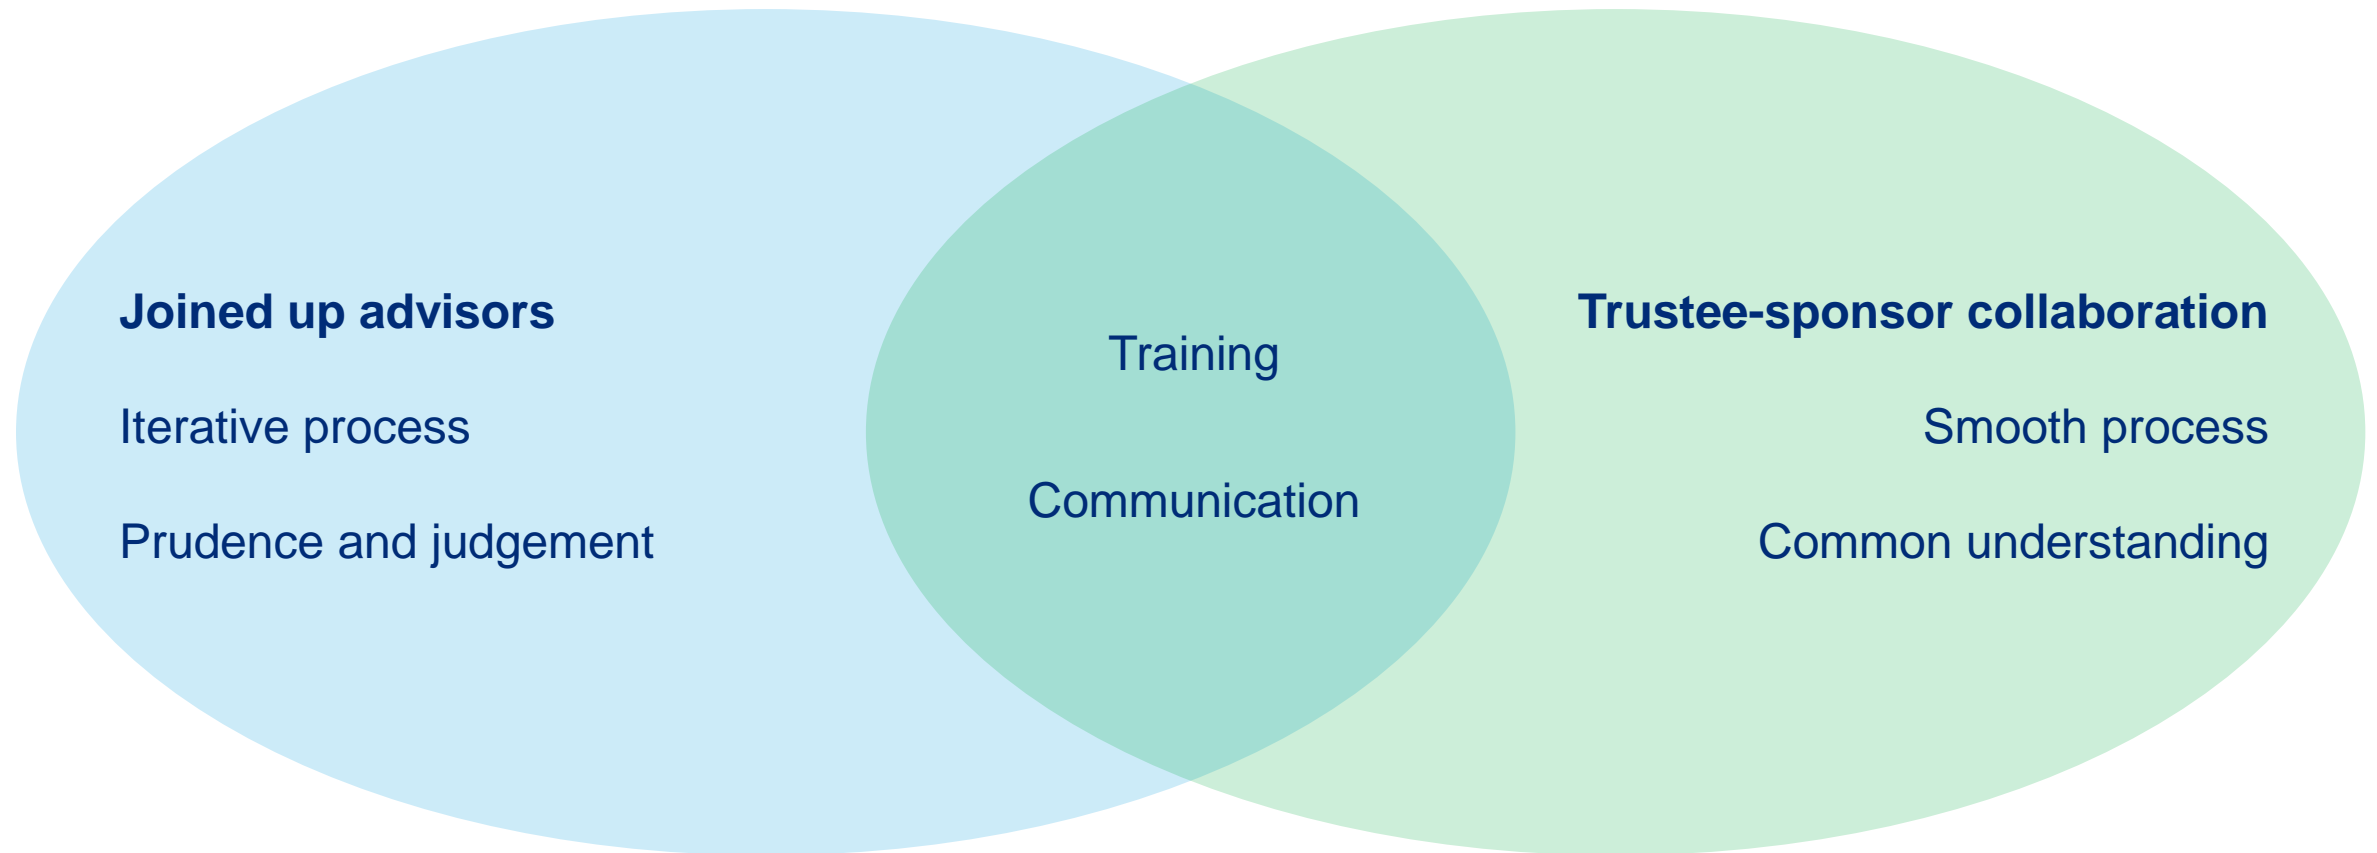 Joined up advisors
Iterative process
Prudence and judgement
Training
Communication
Trustee-sponsor collaboration
Smooth process
Common understanding